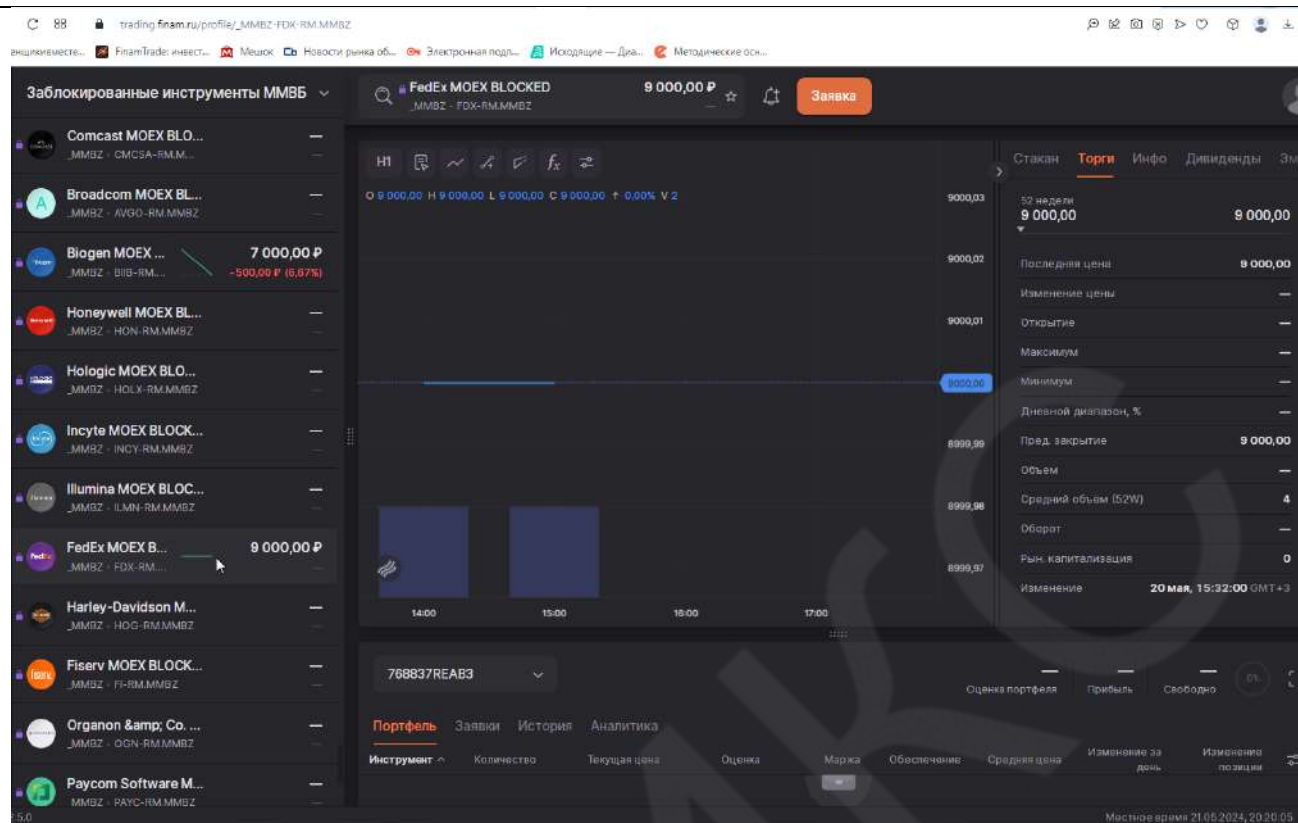 trading.finam.ru/profile/_MMBZ-FDX-RM.MMBZ
FinamTrade: инвест... Мешок Новости рынка об... Электронная подп... Исходящие — Диа... Методические осн...
Заблокированные инструменты ММВБ
FedEx MOEX BLOCKED 9 000,00 ₽ Заявка
_MMBZ · FDX-RM.MMBZ —
Comcast MOEX BLO... —
_MMBZ · CMCSA-RM.M... —
Broadcom MOEX BL... —
_MMBZ · AVGO-RM.MMBZ —
Biogen MOEX ... 7 000,00 ₽
_MMBZ · BIIB-RM.... -500,00 ₽ (6,67%)
Honeywell MOEX BL... —
_MMBZ · HON-RM.MMBZ —
Hologic MOEX BLO... —
_MMBZ · HOLX-RM.MMBZ —
Incyte MOEX BLOCK... —
_MMBZ · INCY-RM.MMBZ —
Illumina MOEX BLOC... —
_MMBZ · ILMN-RM.MMBZ —
FedEx MOEX B... 9 000,00 ₽
_MMBZ · FDX-RM.... —
Harley-Davidson M... —
_MMBZ · HOG-RM.MMBZ —
Fiserv MOEX BLOCK... —
_MMBZ · FI-RM.MMBZ —
Organon &amp; Co. ... —
_MMBZ · OGN-RM.MMBZ —
Paycom Software M... —
_MMBZ · PAYC-RM.MMBZ —
H1 fx
O 9 000,00 H 9 000,00 L 9 000,00 C 9 000,00 ↑ 0,00% V 2
9000,03
9000,02
9000,01
9000,00
8999,99
8999,98
8999,97
14:00 15:00 16:00 17:00
Стакан Торги Инфо Дивиденды Эм
52 недели
9 000,00 9 000,00
Последняя цена 9 000,00
Изменение цены —
Открытие —
Максимум —
Минимум —
Дневной диапазон, % —
Пред. закрытие 9 000,00
Объем —
Средний объем (52W) 4
Оборот —
Рын. капитализация 0
Изменение 20 мая, 15:32:00 GMT+3
768837REAB3
— — — 0%
Оценка портфеля Прибыль Свободно
Портфель Заявки История Аналитика
Инструмент Количество Текущая цена Оценка Маржа Обеспечение Средняя цена Изменение за день Изменение позиции
Местное время 21.05.2024, 20:20:05
МКС